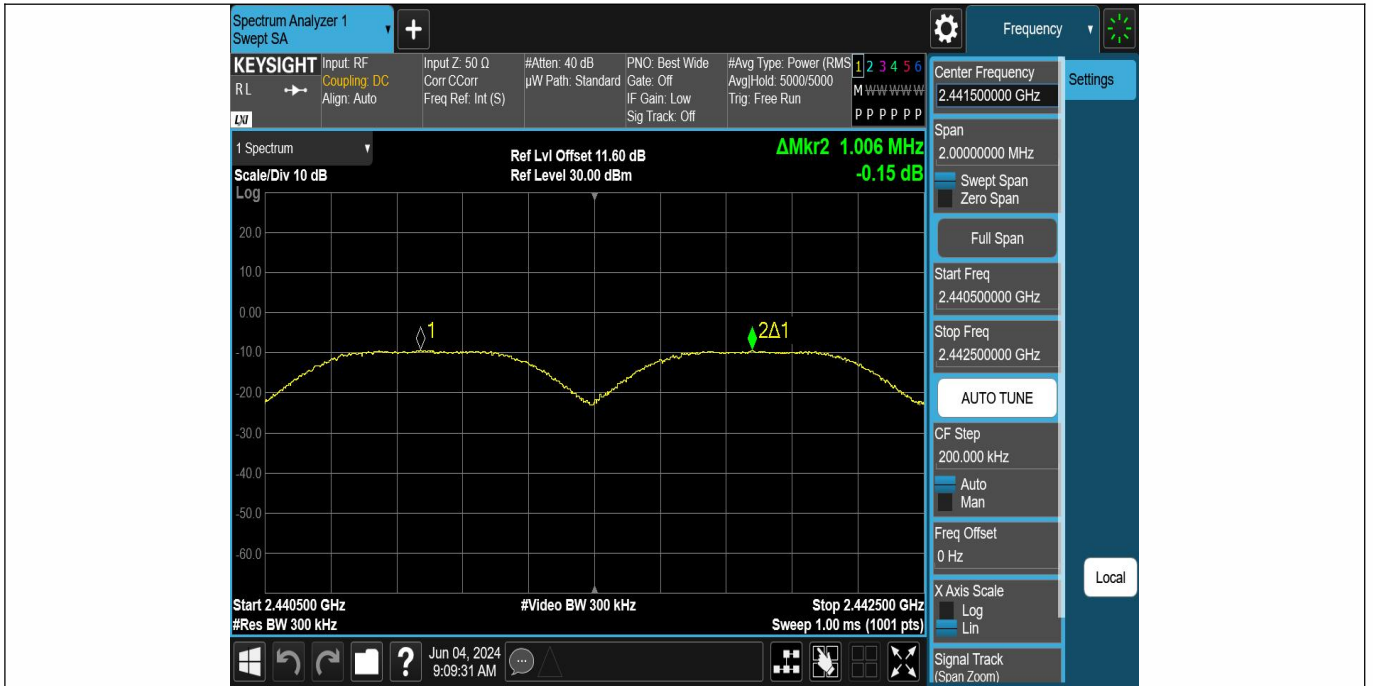 Spectrum Analyzer 1
Swept SA
+
Frequency
KEYSIGHT
RL
LXI
Input: RF
Coupling: DC
Align: Auto
Input Z: 50 Ω
Corr CCorr
Freq Ref: Int (S)
#Atten: 40 dB
µW Path: Standard
PNO: Best Wide
Gate: Off
IF Gain: Low
Sig Track: Off
#Avg Type: Power (RMS
Avg|Hold: 5000/5000
Trig: Free Run
1 2 3 4 5 6
M W W W W W
P P P P P P
1 Spectrum
Scale/Div 10 dB
Ref Lvl Offset 11.60 dB
Ref Level 30.00 dBm
ΔMkr2 1.006 MHz
-0.15 dB
Log
20.0
10.0
0.00
-10.0
-20.0
-30.0
-40.0
-50.0
-60.0
1
2Δ1
Start 2.440500 GHz
#Res BW 300 kHz
#Video BW 300 kHz
Stop 2.442500 GHz
Sweep 1.00 ms (1001 pts)
Jun 04, 2024
9:09:31 AM
?
Center Frequency
2.441500000 GHz
Settings
Span
2.00000000 MHz
Swept Span
Zero Span
Full Span
Start Freq
2.440500000 GHz
Stop Freq
2.442500000 GHz
AUTO TUNE
CF Step
200.000 kHz
Auto
Man
Freq Offset
0 Hz
X Axis Scale
Log
Lin
Local
Signal Track
(Span Zoom)